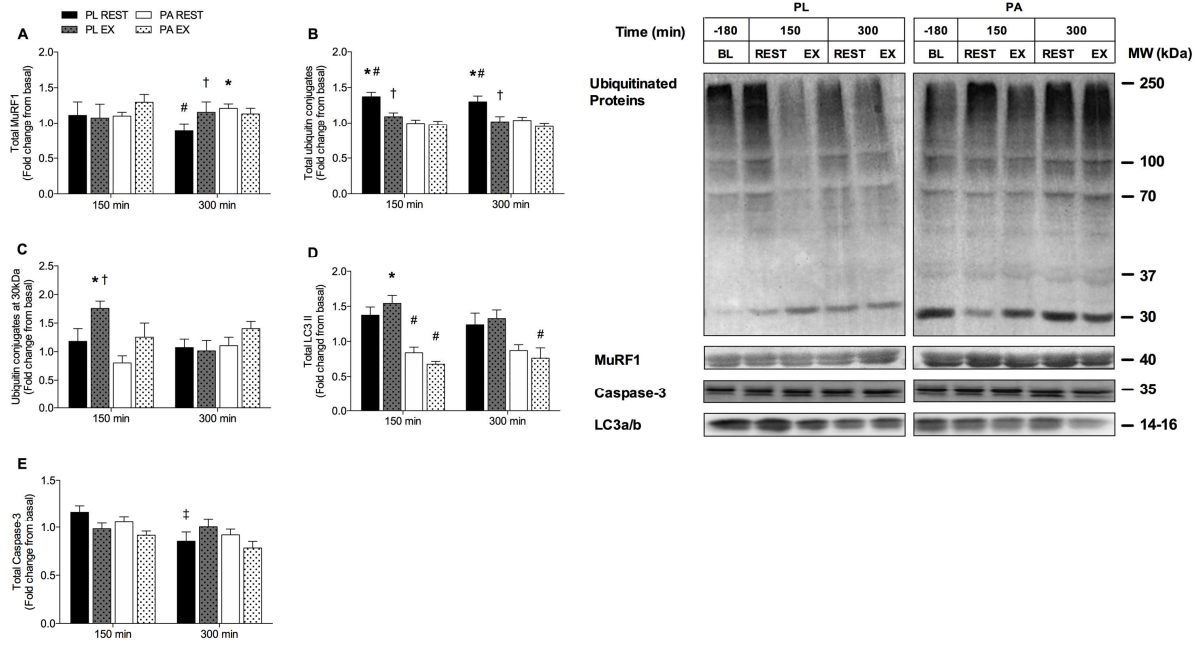 PL REST
PA REST
PL EX
PA EX
A
Total MuRF1
(Fold change from basal)
2.0
1.5
1.0
0.5
0.0
#
†
*
150 min
300 min
B
Total ubiquitin conjugates
(Fold change from basal)
2.0
1.5
1.0
0.5
0.0
*#
†
*#
†
150 min
300 min
C
Ubiquitin conjugates at 30kDa
(Fold change from basal)
2.5
2.0
1.5
1.0
0.5
0.0
*†
150 min
300 min
D
Total LC3 II
(Fold changd from basal)
2.0
1.5
1.0
0.5
0.0
*
#
#
#
150 min
300 min
E
Total Caspase-3
(Fold change from basal)
1.5
1.0
0.5
0.0
‡
150 min
300 min
PL
PA
Time (min)
-180
150
300
-180
150
300
BL
REST
EX
REST
EX
BL
REST
EX
REST
EX
MW (kDa)
Ubiquitinated
Proteins
250
100
70
37
30
MuRF1
40
Caspase-3
35
LC3a/b
14-16